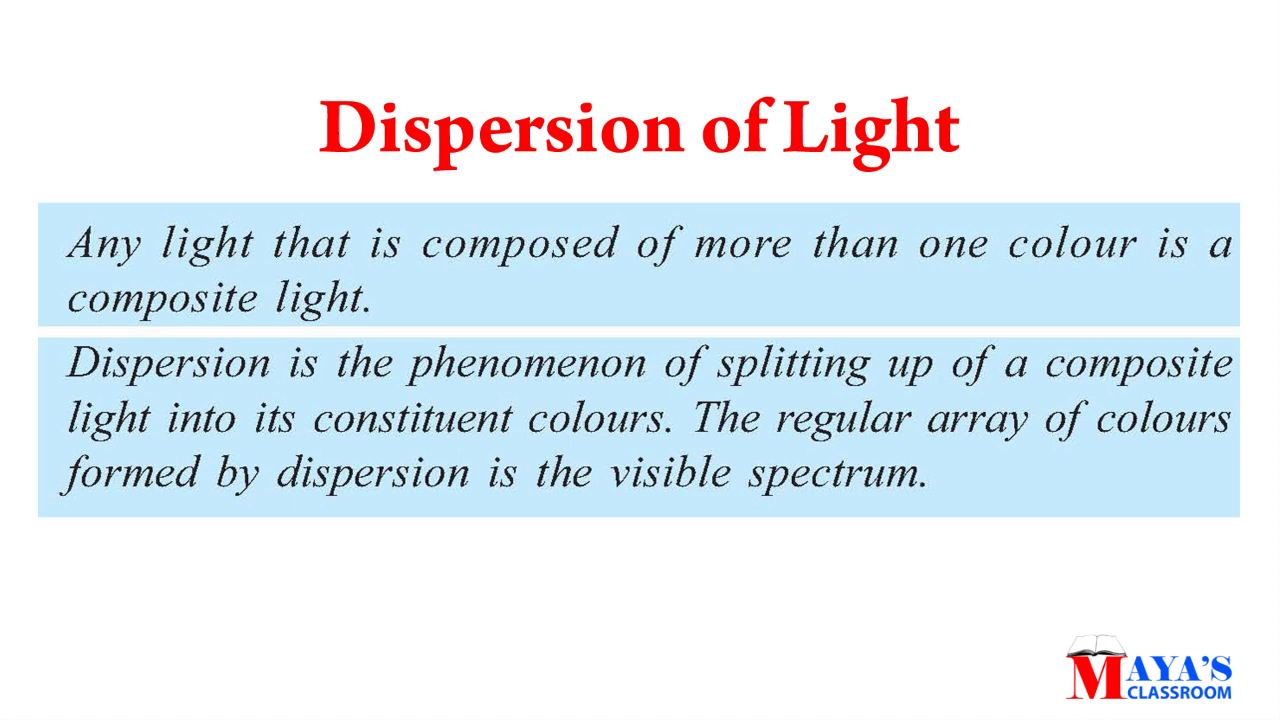 Dispersion of Light
Any light that is composed of more than one colour is a
composite light.
Dispersion is the phenomenon of splitting up of a composite
light into its constituent colours. The regular array of colours
formed by dispersion is the visible spectrum.
MAYA'S
CLASSROOM